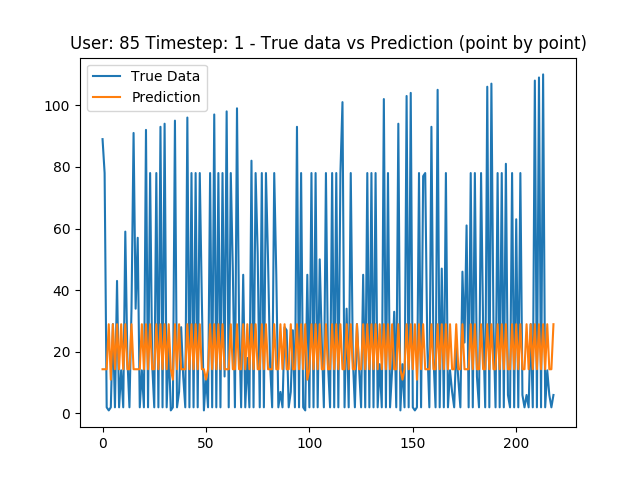 User: 85 Timestep: 1 - True data vs Prediction (point by point)
True Data
Prediction
100
80
60
40
20
0
0 50 100 150 200